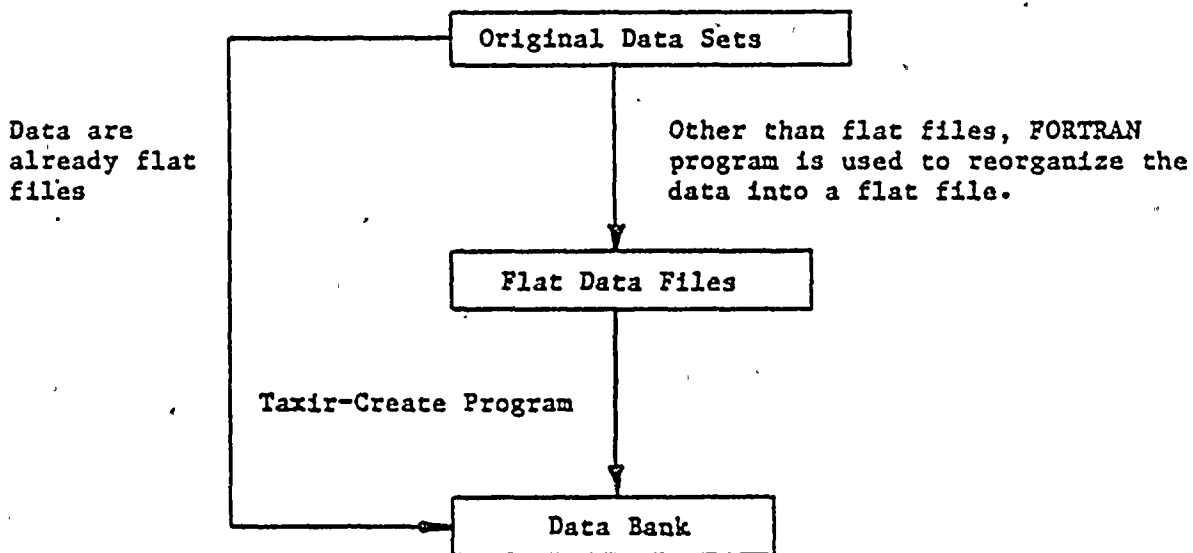 Original Data Sets
Data are
already flat
files
Other than flat files, FORTRAN
program is used to reorganize the
data into a flat file.
Flat Data Files
Taxir-Create Program
Data Bank